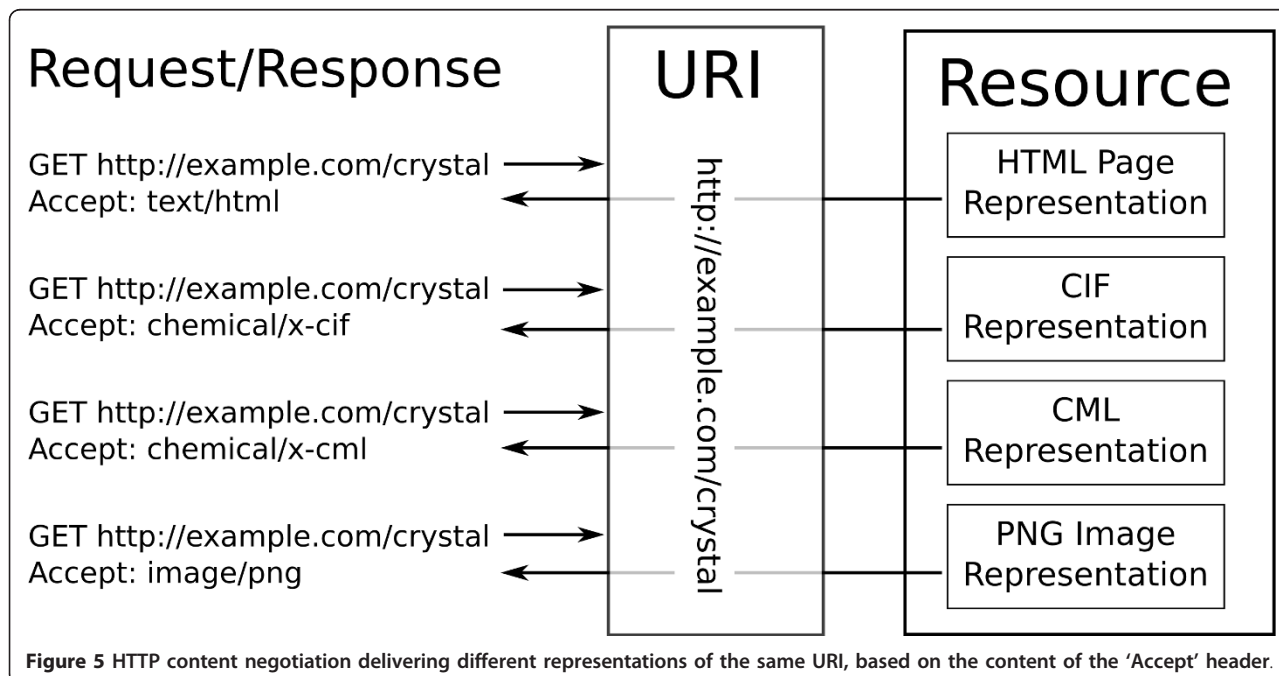 Request/Response
GET http://example.com/crystal
Accept: text/html
GET http://example.com/crystal
Accept: chemical/x-cif
GET http://example.com/crystal
Accept: chemical/x-cml
GET http://example.com/crystal
Accept: image/png
URI
http://example.com/crystal
Resource
HTML Page
Representation
CIF
Representation
CML
Representation
PNG Image
Representation
Figure 5 HTTP content negotiation delivering different representations of the same URI, based on the content of the ‘Accept’ header.